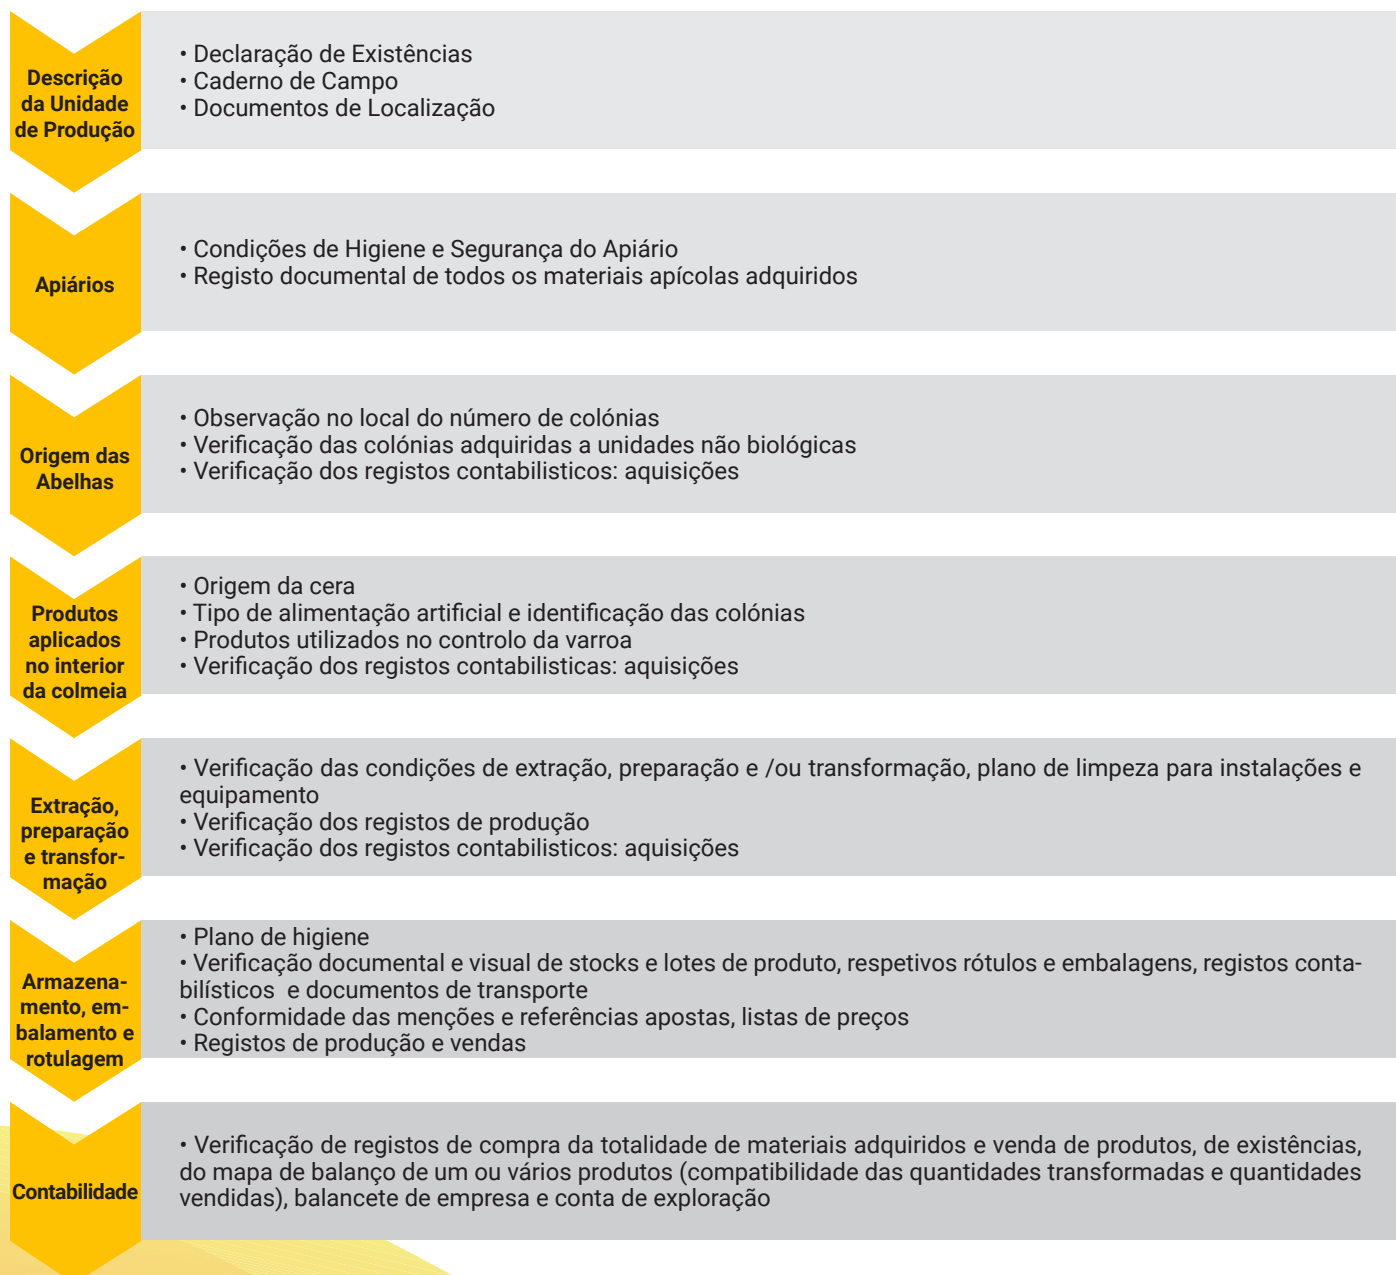 Descrição
da Unidade
de Produção
• Declaração de Existências
• Caderno de Campo
• Documentos de Localização
Apiários
• Condições de Higiene e Segurança do Apiário
• Registo documental de todos os materiais apícolas adquiridos
Origem das
Abelhas
• Observação no local do número de colónias
• Verificação das colónias adquiridas a unidades não biológicas
• Verificação dos registos contabilisticos: aquisições
Produtos
aplicados
no interior
da colmeia
• Origem da cera
• Tipo de alimentação artificial e identificação das colónias
• Produtos utilizados no controlo da varroa
• Verificação dos registos contabilisticas: aquisições
Extração,
preparação
e transfor-
mação
• Verificação das condições de extração, preparação e /ou transformação, plano de limpeza para instalações e
equipamento
• Verificação dos registos de produção
• Verificação dos registos contabilisticos: aquisições
Armazena-
mento, em-
balamento e
rotulagem
• Plano de higiene
• Verificação documental e visual de stocks e lotes de produto, respetivos rótulos e embalagens, registos conta-
bilísticos  e documentos de transporte
• Conformidade das menções e referências apostas, listas de preços
• Registos de produção e vendas
Contabilidade
• Verificação de registos de compra da totalidade de materiais adquiridos e venda de produtos, de existências,
do mapa de balanço de um ou vários produtos (compatibilidade das quantidades transformadas e quantidades
vendidas), balancete de empresa e conta de exploração